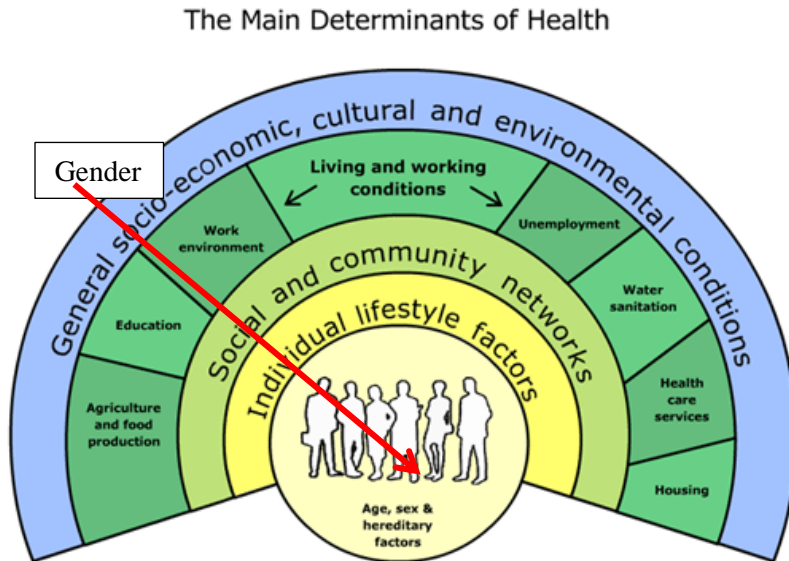 The Main Determinants of Health
General socio-economic, cultural and environmental conditions
Gender
Living and working
conditions
Work
environment
Unemployment
Education
Water
sanitation
Agriculture
and food
production
Health
care
services
Housing
Social and community networks
Individual lifestyle factors
Age, sex &
hereditary
factors